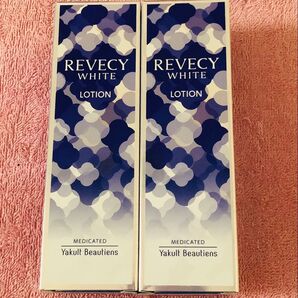 REVECY
WHITE
LOTION
MEDICATED
Yakult Beautiens
REVECY
WHITE
LOTION
MEDICATED
Yakult Beautiens